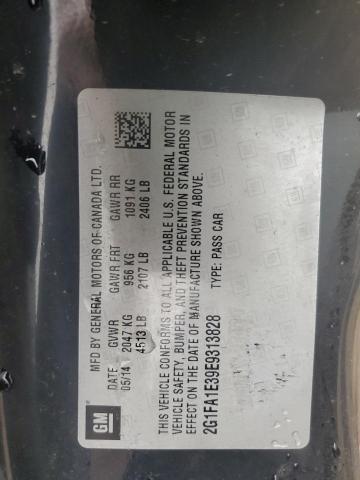 GM
MFD BY GENERAL MOTORS OF CANADA LTD.
DATE GVWR GAWR FRT GAWR RR
05/14 2047 KG 956 KG 1091 KG
4513 LB 2107 LB 2406 LB
THIS VEHICLE CONFORMS TO ALL APPLICABLE U.S. FEDERAL MOTOR
VEHICLE SAFETY, BUMPER, AND THEFT PREVENTION STANDARDS IN
EFFECT ON THE DATE OF MANUFACTURE SHOWN ABOVE.
2G1FA1E39E9313828 TYPE: PASS CAR